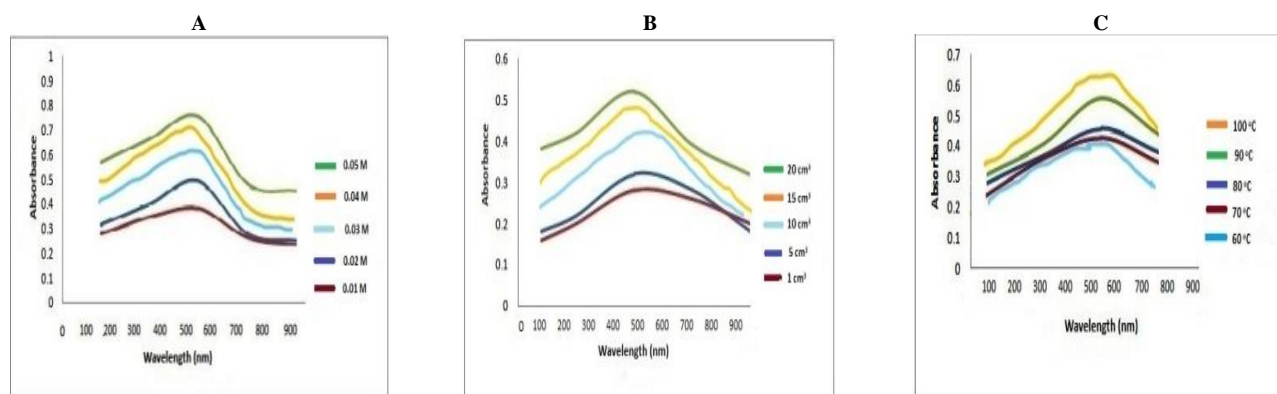 A
1
0.9
0.8
0.7
0.6
0.5
0.4
0.3
0.2
0.1
0
Absorbance
0 100 200 300 400 500 600 700 800 900
Wavelength (nm)
0.05 M
0.04 M
0.03 M
0.02 M
0.01 M
B
0.6
0.5
0.4
0.3
0.2
0.1
0
Absorbance
0 100 200 300 400 500 600 700 800 900
Wavelength (nm)
20 cm³
15 cm³
10 cm³
5 cm³
1 cm³
C
0.7
0.6
0.5
0.4
0.3
0.2
0.1
0
Absorbance
100 200 300 400 500 600 700 800 900
Wavelength (nm)
100 °C
90 °C
80 °C
70 °C
60 °C